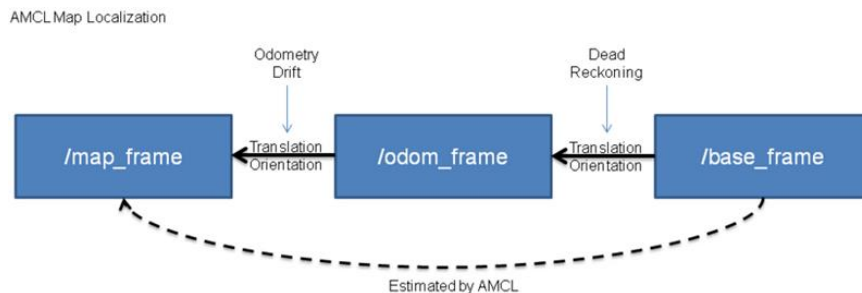 AMCL Map Localization
Odometry
Drift
Dead
Reckoning
/map_frame
Translation
Orientation
/odom_frame
Translation
Orientation
/base_frame
Estimated by AMCL